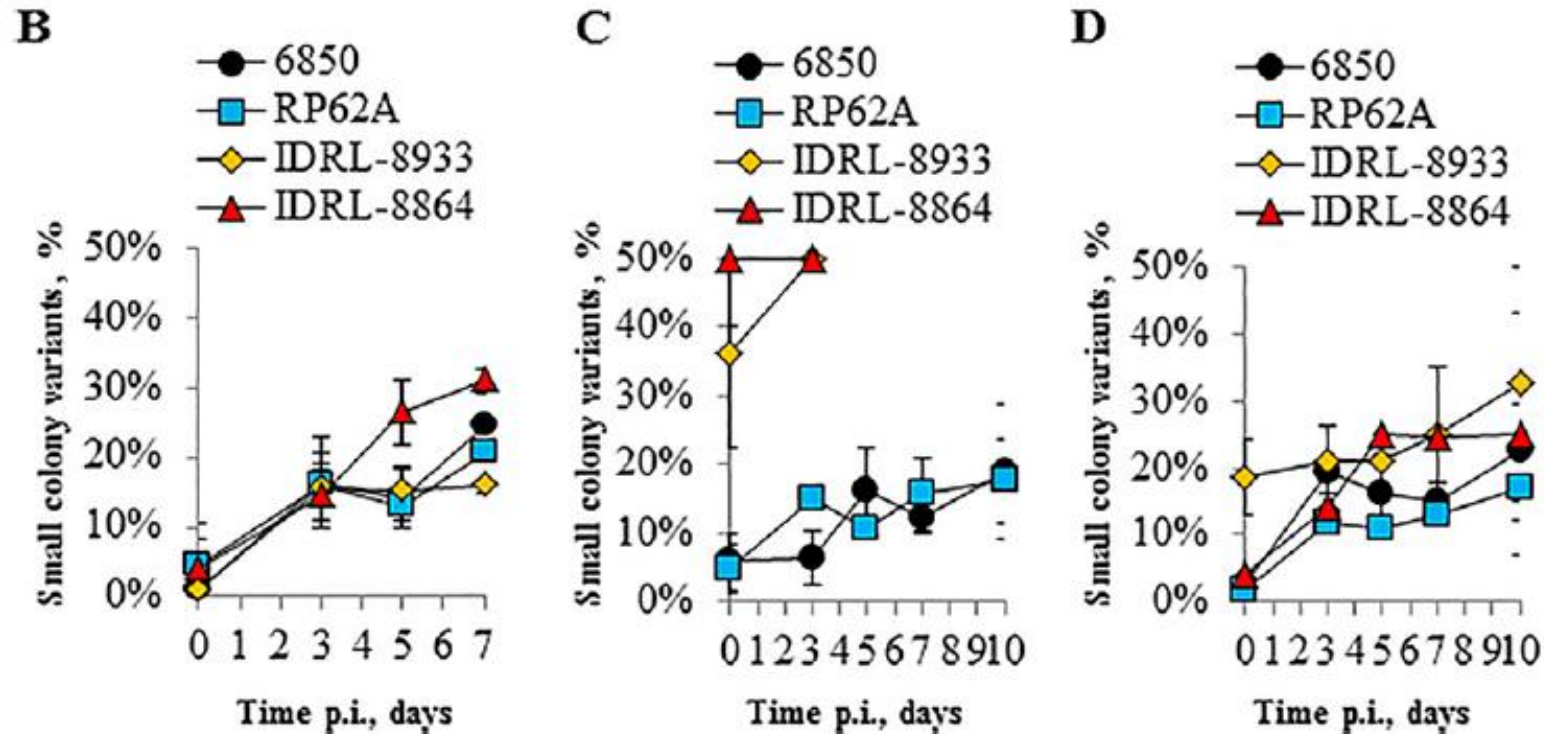 B
6850
RP62A
IDRL-8933
IDRL-8864
Small colony variants, %
50%
40%
30%
20%
10%
0%
0 1 2 3 4 5 6 7
Time p.i., days
C
6850
RP62A
IDRL-8933
IDRL-8864
Small colony variants, %
50%
40%
30%
20%
10%
0%
0 1 2 3 4 5 6 7 8 9 10
Time p.i., days
D
6850
RP62A
IDRL-8933
IDRL-8864
Small colony variants, %
50%
40%
30%
20%
10%
0%
0 1 2 3 4 5 6 7 8 9 10
Time p.i., days